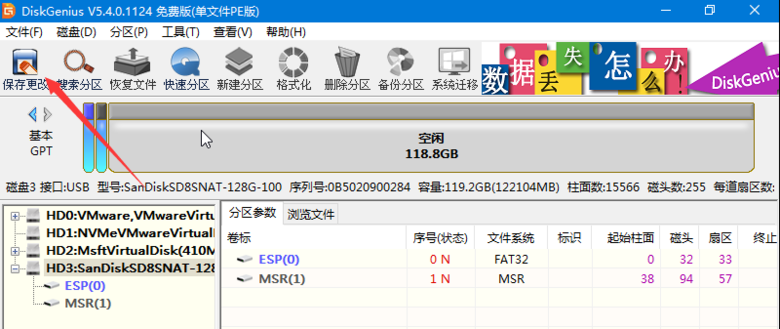 DiskGenius V5.4.0.1124 免费版(单文件PE版)
文件(F) 磁盘(D) 分区(P) 工具(T) 查看(V) 帮助(H)
保存更改 搜索分区 恢复文件 快速分区 新建分区 格式化 删除分区 备份分区 系统迁移
数据丢失怎么办! DiskGenius
基本
GPT
空闲
118.8GB
磁盘3 接口:USB 型号:SanDiskSD8SNAT-128G-100 序列号:0B5020900284 容量:119.2GB(122104MB) 柱面数:15566 磁头数:255 每道扇区数:
HD0:VMware,VMwareVirtu
HD1:NVMeVMwareVirtual
HD2:MsftVirtualDisk(410M
HD3:SanDiskSD8SNAT-128
ESP(0)
MSR(1)
分区参数 浏览文件
卷标 序号(状态) 文件系统 标识 起始柱面 磁头 扇区 终止
ESP(0) 0 N FAT32 0 32 33
MSR(1) 1 N MSR 38 94 57